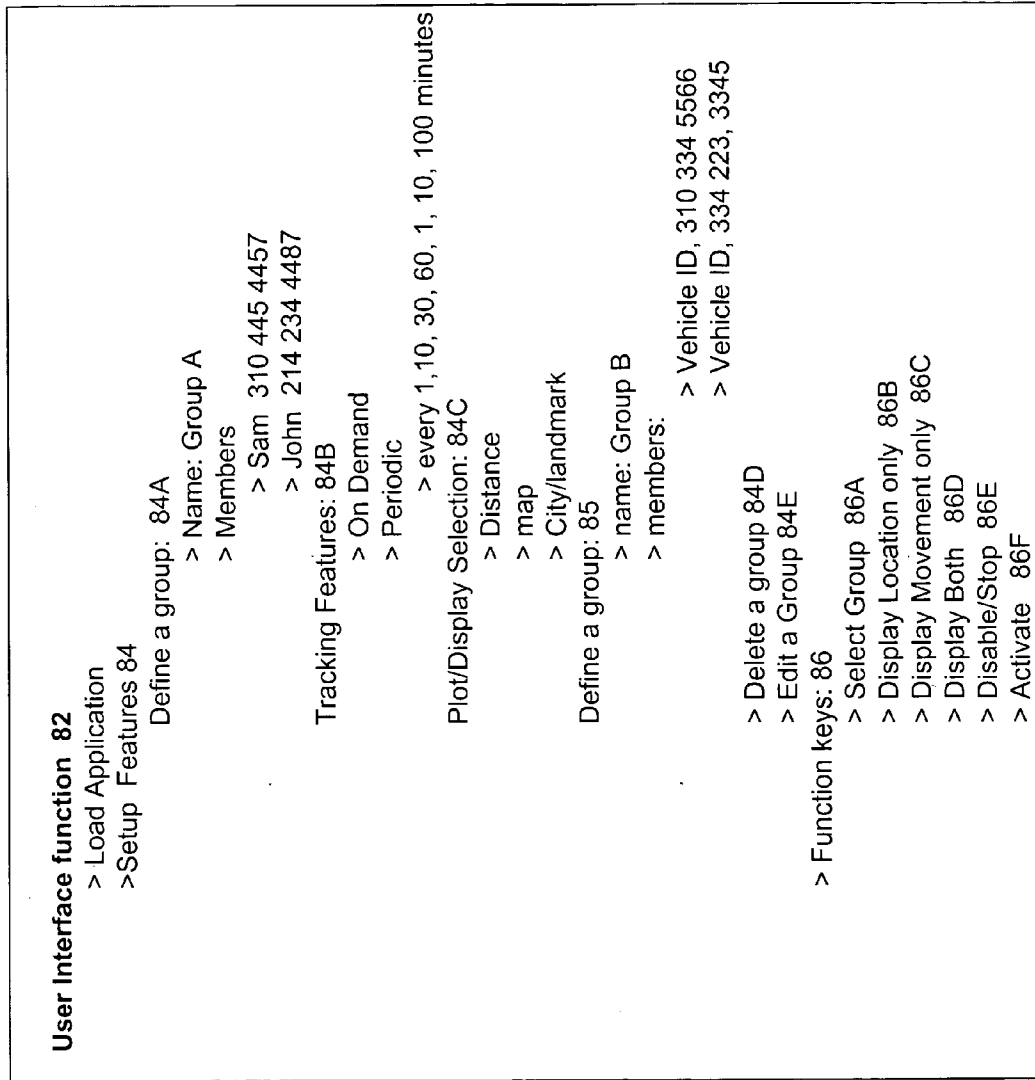 User Interface function 82
> Load Application
>Setup Features 84
Define a group: 84A
> Name: Group A
> Members
> Sam 310 445 4457
> John 214 234 4487
Tracking Features: 84B
> On Demand
> Periodic
> every 1,10, 30, 60, 1, 10, 100 minutes
Plot/Display Selection: 84C
> Distance
> map
> City/landmark
Define a group: 85
> name: Group B
> members:
> Vehicle ID, 310 334 5566
> Vehicle ID, 334 223, 3345
> Delete a group 84D
> Edit a Group 84E
> Function keys: 86
> Select Group 86A
> Display Location only 86B
> Display Movement only 86C
> Display Both 86D
> Disable/Stop 86E
> Activate 86F